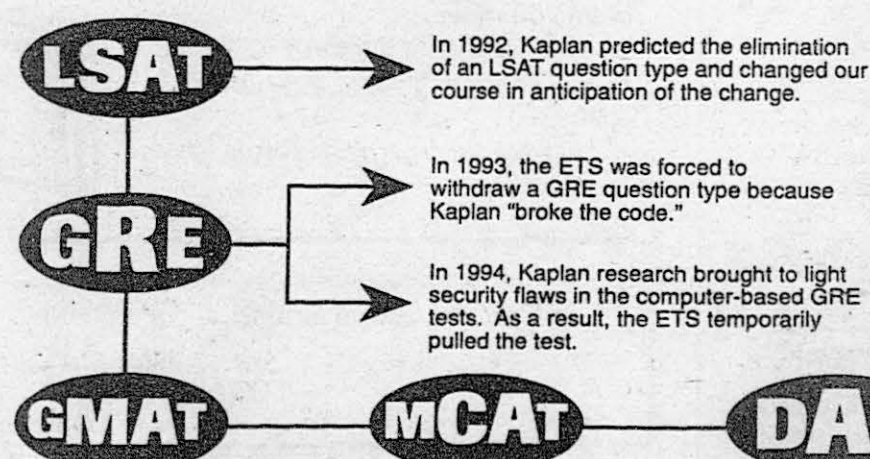 LSAT
In 1992, Kaplan predicted the elimination
of an LSAT question type and changed our
course in anticipation of the change.
In 1993, the ETS was forced to
withdraw a GRE question type because
Kaplan "broke the code."
GRE
In 1994, Kaplan research brought to light
security flaws in the computer-based GRE
tests. As a result, the ETS temporarily
pulled the test.
GMAT
MCAT
DA